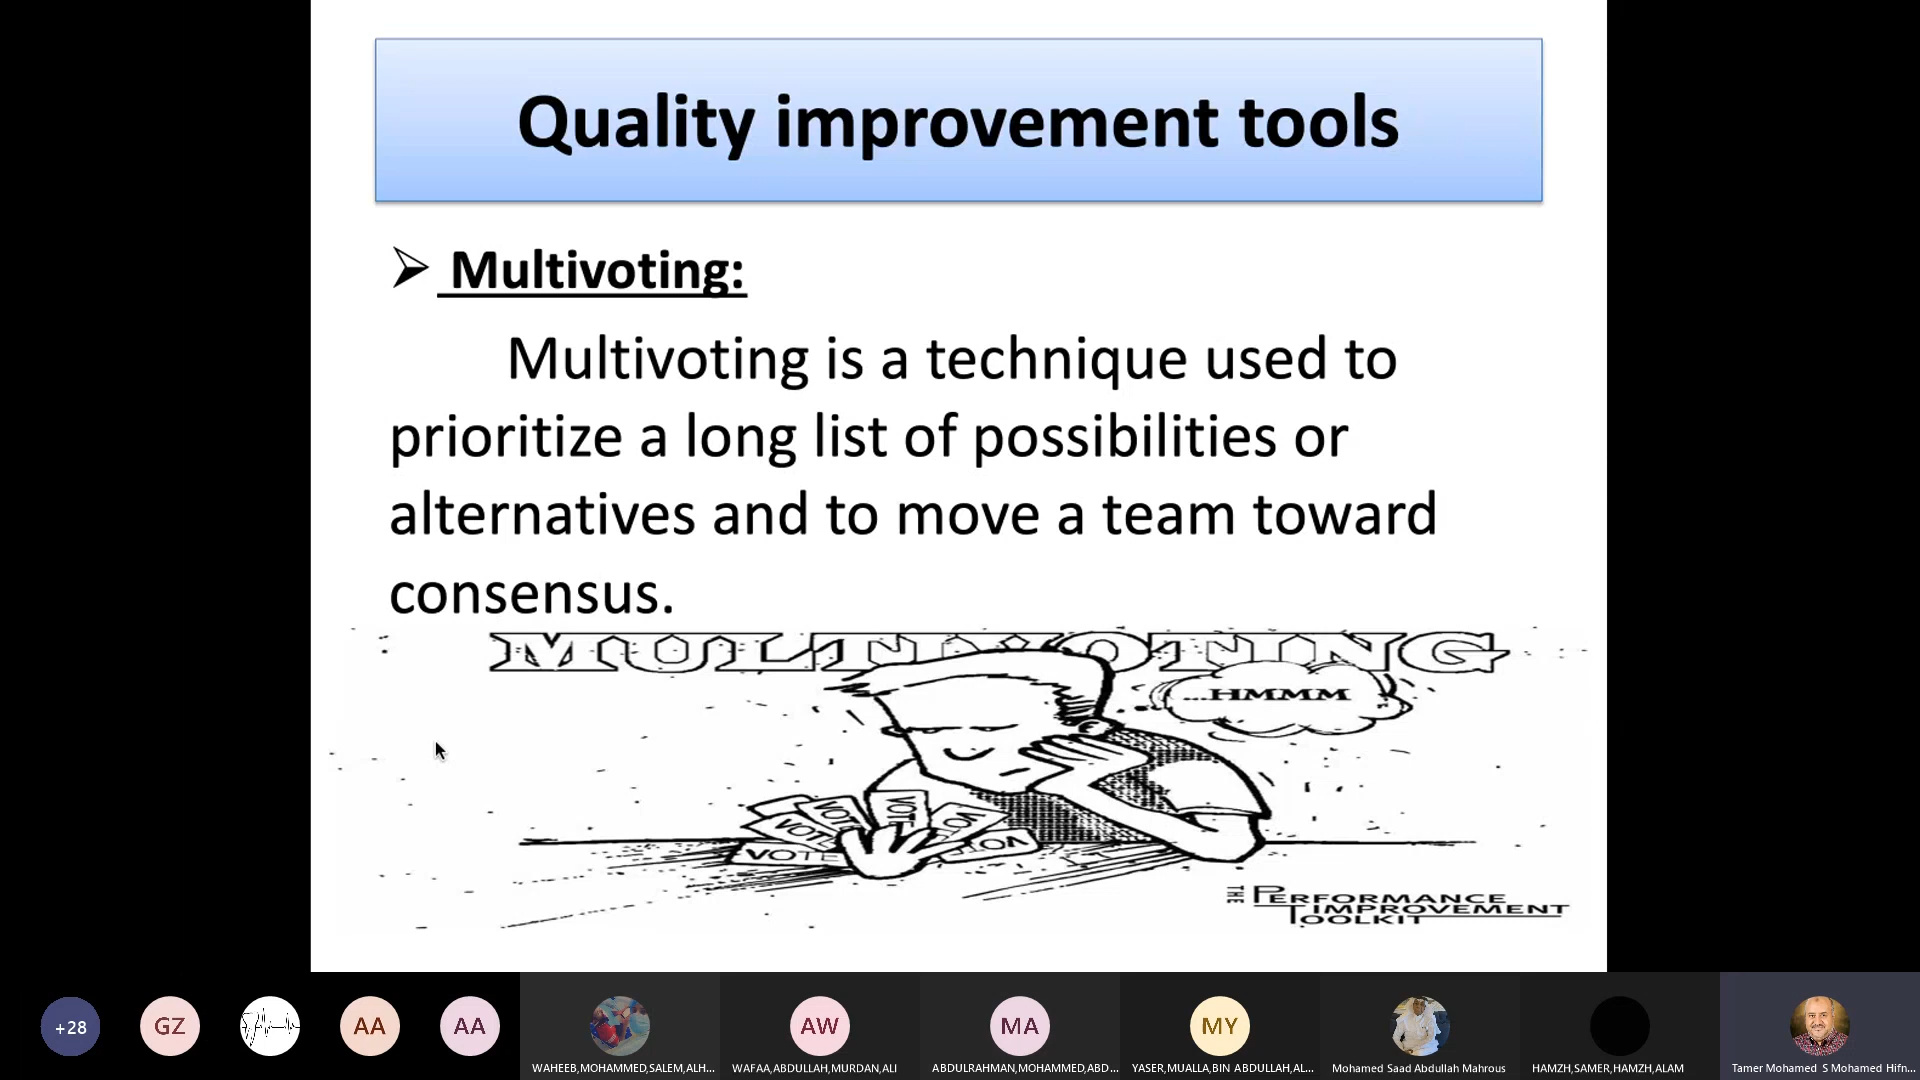 Quality improvement tools
Multivoting:
Multivoting is a technique used to
prioritize a long list of possibilities or
alternatives and to move a team toward
consensus.
MULTIVOTING
...HMMM
VOTE
VOTE
VOTE
VOTE
THE PERFORMANCE
IMPROVEMENT
TOOLKIT
+28
GZ
AA
AA
AW
MA
MY
WAHEEB,MOHAMMED,SALEM,ALH...
WAFAA,ABDULLAH,MURDAN,ALI
ABDULRAHMAN,MOHAMMED,ABD...
YASER,MUALLA,BIN ABDULLAH,AL...
Mohamed Saad Abdullah Mahrous
HAMZH,SAMER,HAMZH,ALAM
Tamer Mohamed S Mohamed Hifn...